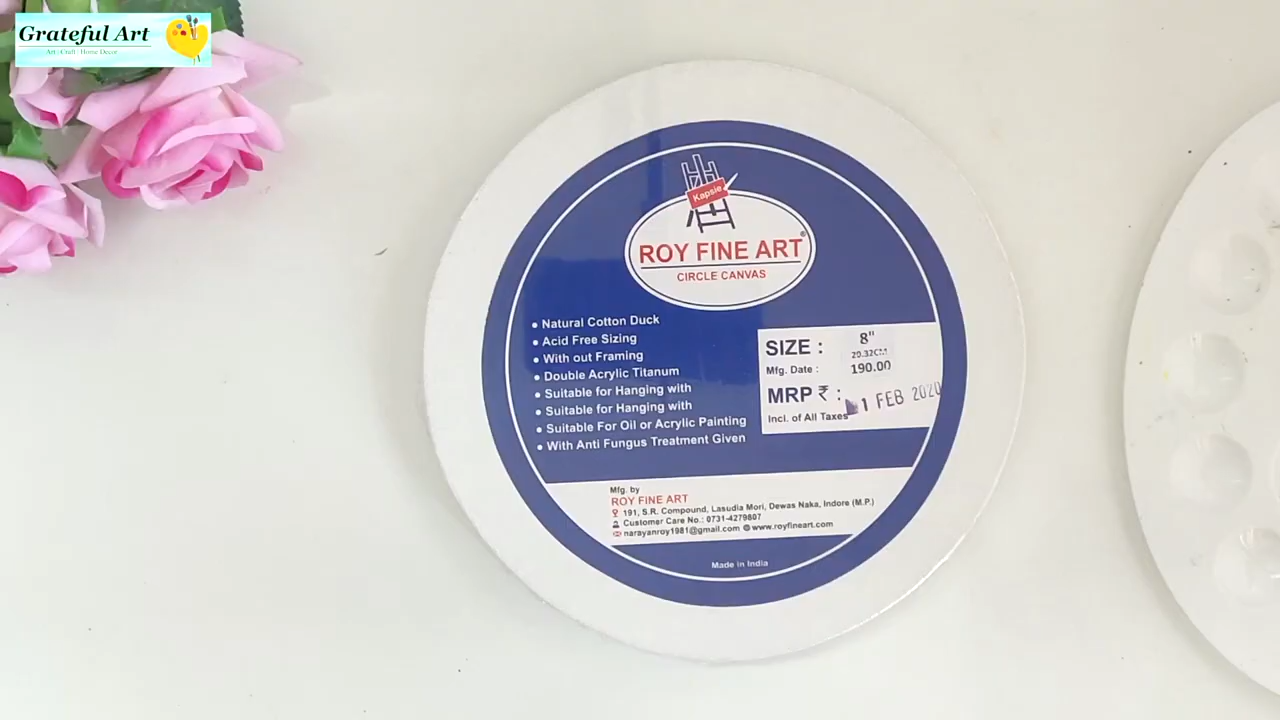 Grateful Art
Art | Craft | Home Decor
Kapsie
ROY FINE ART®
CIRCLE CANVAS
• Natural Cotton Duck
• Acid Free Sizing
• With out Framing
• Double Acrylic Titanum
• Suitable for Hanging with
• Suitable for Hanging with
• Suitable For Oil or Acrylic Painting
• With Anti Fungus Treatment Given
SIZE : 8"
20.32CM
Mfg. Date : 190.00
MRP ₹ : 1 FEB 2020
Incl. of All Taxes
Mfg. by
ROY FINE ART
191, S.R. Compound, Lasudia Mori, Dewas Naka, Indore (M.P.)
Customer Care No.: 0731-4279807
narayanroy1981@gmail.com www.royfineart.com
Made in India